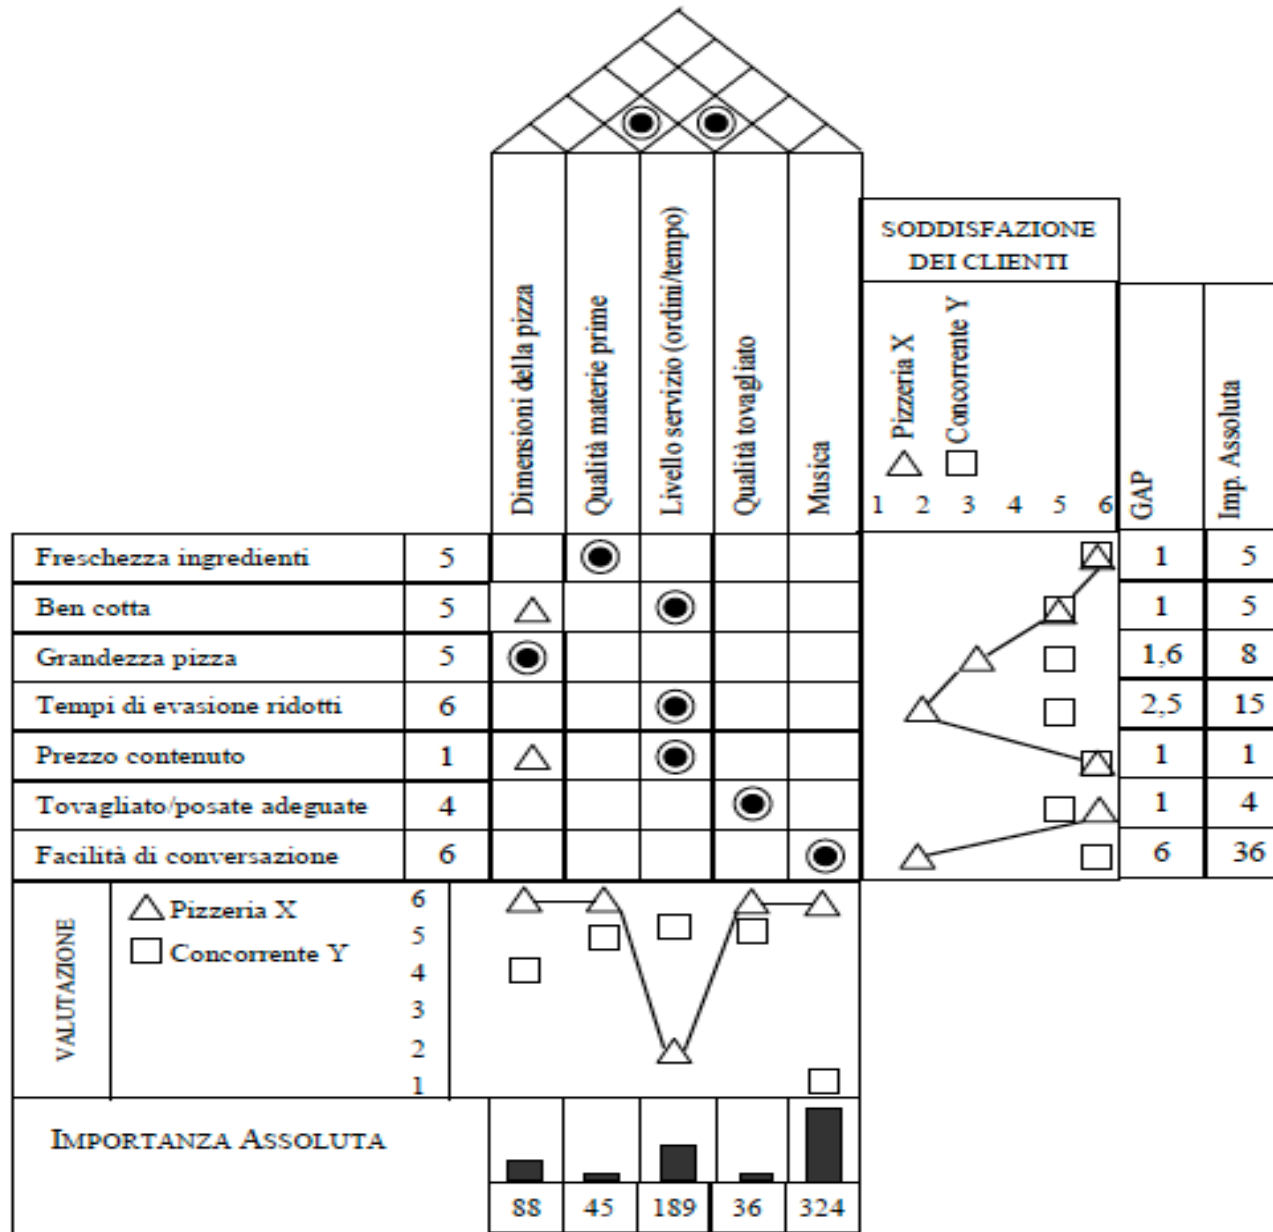 Dimensioni della pizza
Qualità materie prime
Livello servizio (ordini/tempo)
Qualità tovagliato
Musica
SODDISFAZIONE
DEI CLIENTI
Pizzeria X
Concorrente Y
1 2 3 4 5 6
GAP
Imp. Assoluta
Freschezza ingredienti 5 1 5
Ben cotta 5 1 5
Grandezza pizza 5 1,6 8
Tempi di evasione ridotti 6 2,5 15
Prezzo contenuto 1 1 1
Tovagliato/posate adeguate 4 1 4
Facilità di conversazione 6 6 36
VALUTAZIONE
Pizzeria X
Concorrente Y
6
5
4
3
2
1
IMPORTANZA ASSOLUTA
88 45 189 36 324